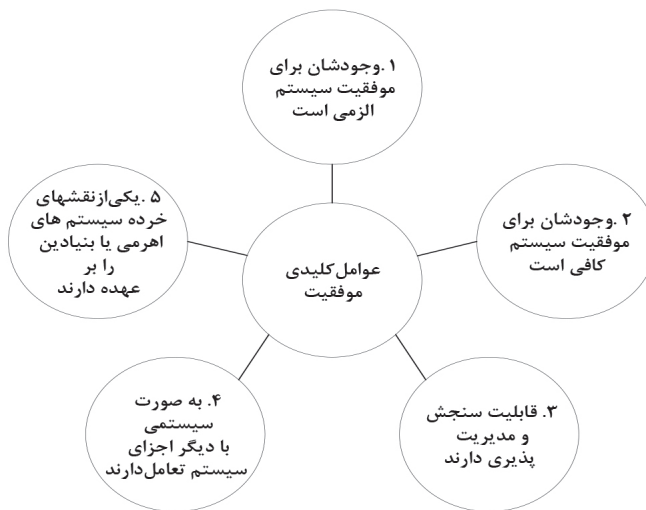 ۱.وجودشان برای
موفقیت سیستم
الزمی است
۲.وجودشان برای
موفقیت سیستم
کافی است
۳. قابلیت سنجش
و مدیریت
پذیری دارند
۴. به صورت
سیستمی
با دیگر اجزای
سیستم تعامل‌دارند
۵.یکی‌ازنقشهای
خرده سیستم های
اهرمی یا بنیادین
را بر
عهده دارند
عوامل‌کلیدی
موفقیت